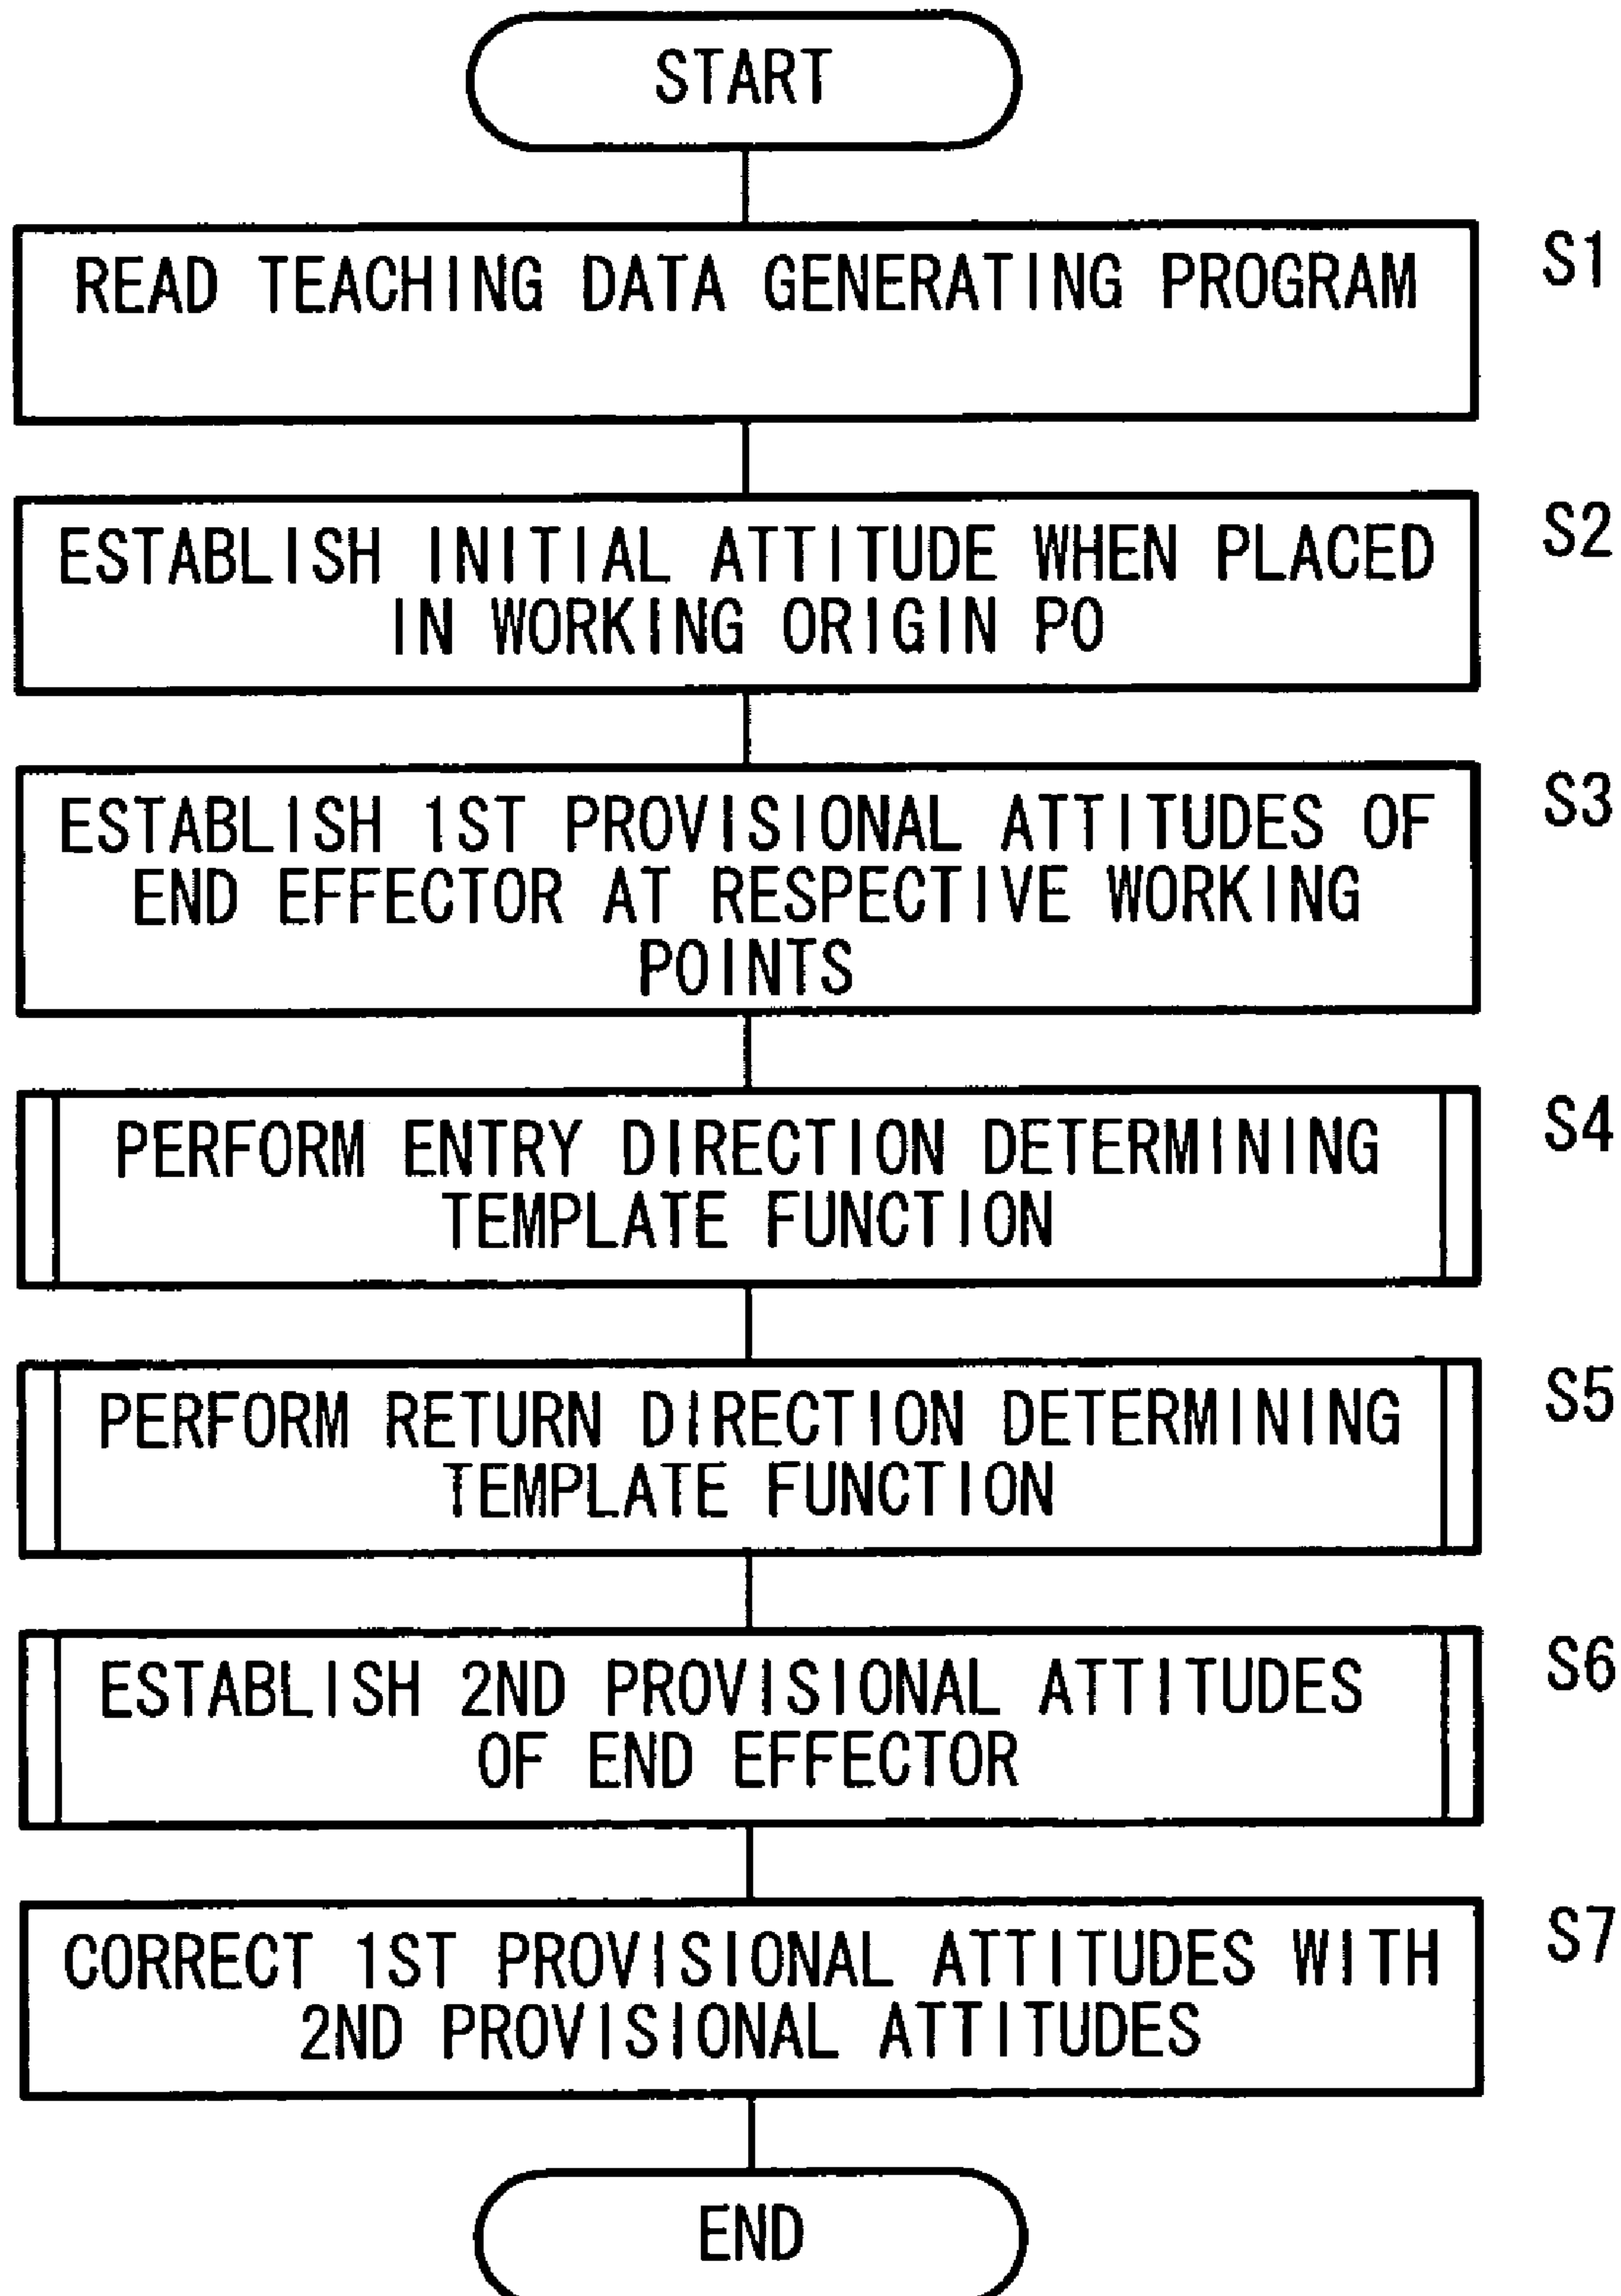 START
READ TEACHING DATA GENERATING PROGRAM
S1
ESTABLISH INITIAL ATTITUDE WHEN PLACED
IN WORKING ORIGIN PO
S2
ESTABLISH 1ST PROVISIONAL ATTITUDES OF
END EFFECTOR AT RESPECTIVE WORKING
POINTS
S3
PERFORM ENTRY DIRECTION DETERMINING
TEMPLATE FUNCTION
S4
PERFORM RETURN DIRECTION DETERMINING
TEMPLATE FUNCTION
S5
ESTABLISH 2ND PROVISIONAL ATTITUDES
OF END EFFECTOR
S6
CORRECT 1ST PROVISIONAL ATTITUDES WITH
2ND PROVISIONAL ATTITUDES
S7
END